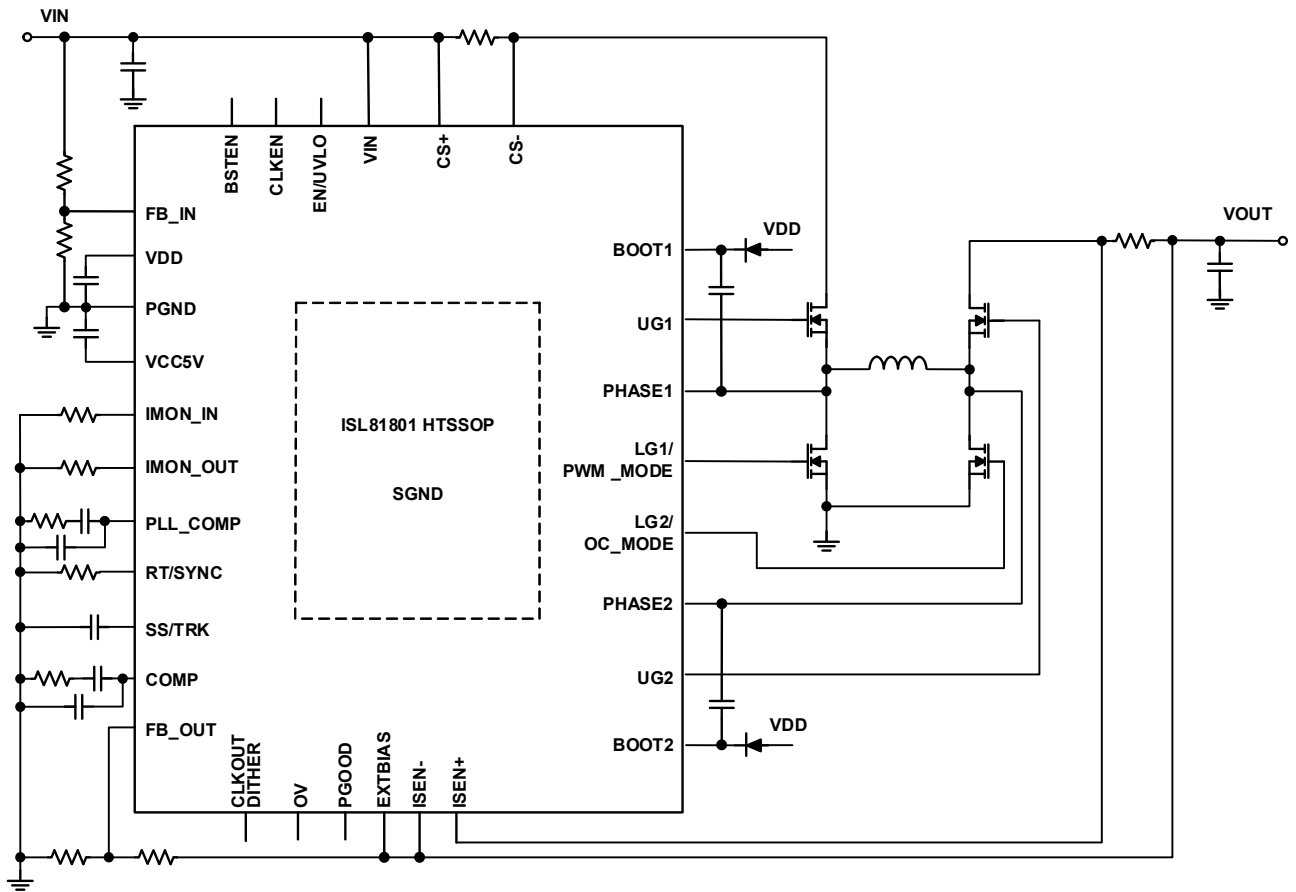 VIN
BSTEN
CLKEN
EN/UVLO
VIN
CS+
CS-
FB_IN
VDD
PGND
VCC5V
IMON_IN
IMON_OUT
PLL_COMP
RT/SYNC
SS/TRK
COMP
FB_OUT
ISL81801 HTSSOP
SGND
BOOT1
UG1
PHASE1
LG1/
PWM _MODE
LG2/
OC_MODE
PHASE2
UG2
BOOT2
VDD
VDD
VOUT
CLKOUT
DITHER
OV
PGOOD
EXTBIAS
ISEN-
ISEN+